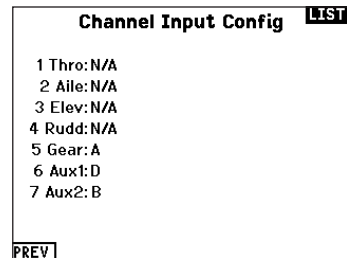 Channel Input Config
LIST
1 Thro: N/A
2 Aile: N/A
3 Elev: N/A
4 Rudd: N/A
5 Gear: A
6 Aux1: D
7 Aux2: B
PREV